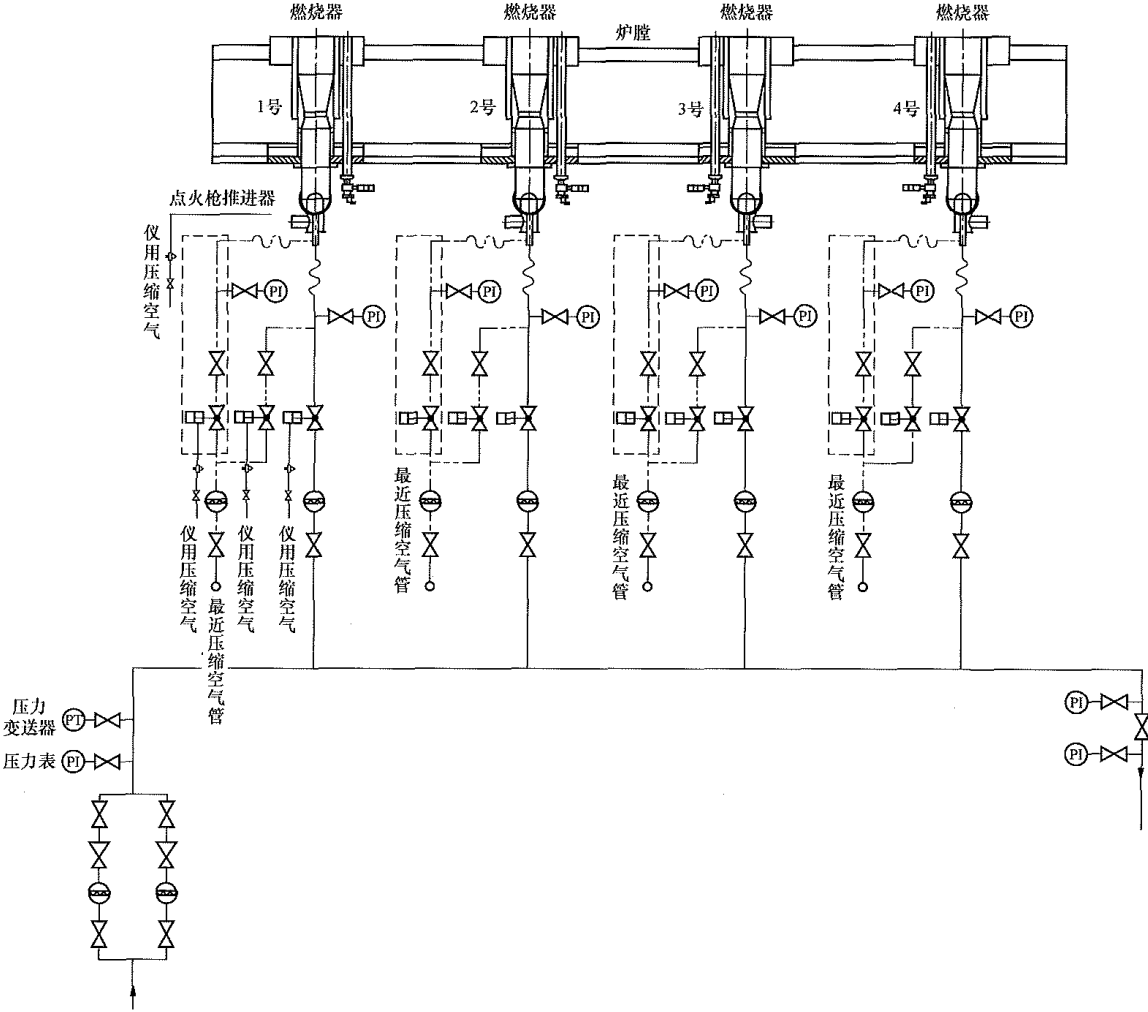 燃烧器
燃烧器
燃烧器
燃烧器
炉膛
1号
2号
3号
4号
点火枪推进器
仪用压缩空气
PI
PI
PI
PI
PI
PI
PI
PI
仪用压缩空气
最近压缩空气管
仪用压缩空气
仪用压缩空气
最近压缩空气管
最近压缩空气管
最近压缩空气管
压力
变送器
PT
压力表
PI
PI
PI